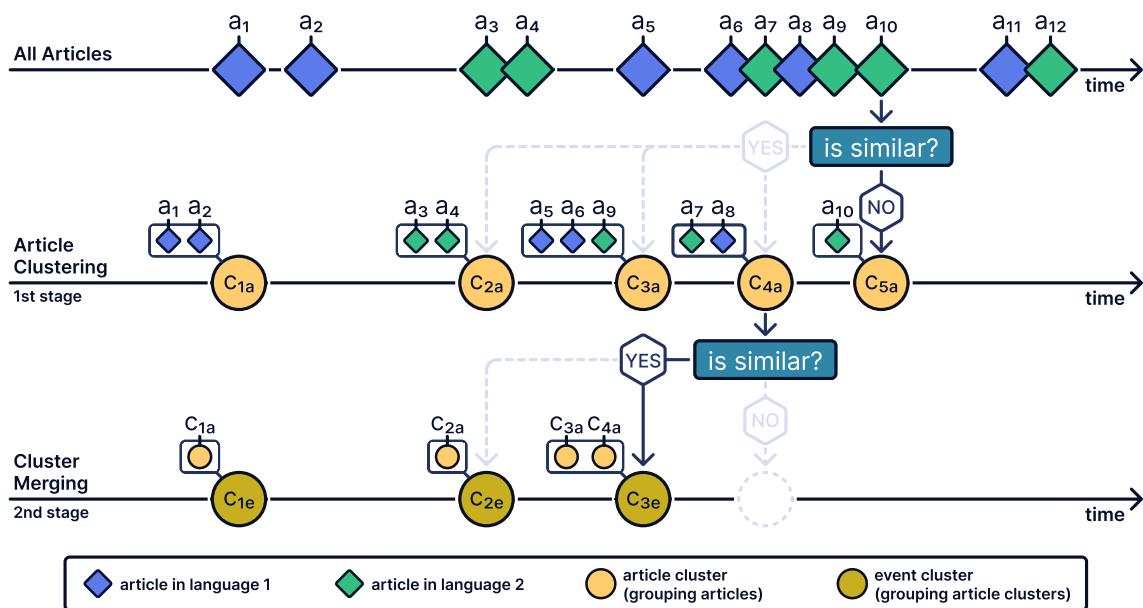 a1 a2 a3 a4 a5 a6 a7 a8 a9 a10 a11 a12
All Articles
time
YES is similar?
NO
a1 a2 a3 a4 a5 a6 a9 a7 a8 a10
Article
Clustering
1st stage
C1a C2a C3a C4a C5a
time
YES is similar?
NO
C1a C2a C3a C4a
Cluster
Merging
2nd stage
C1e C2e C3e
time
article in language 1
article in language 2
article cluster
(grouping articles)
event cluster
(grouping article clusters)